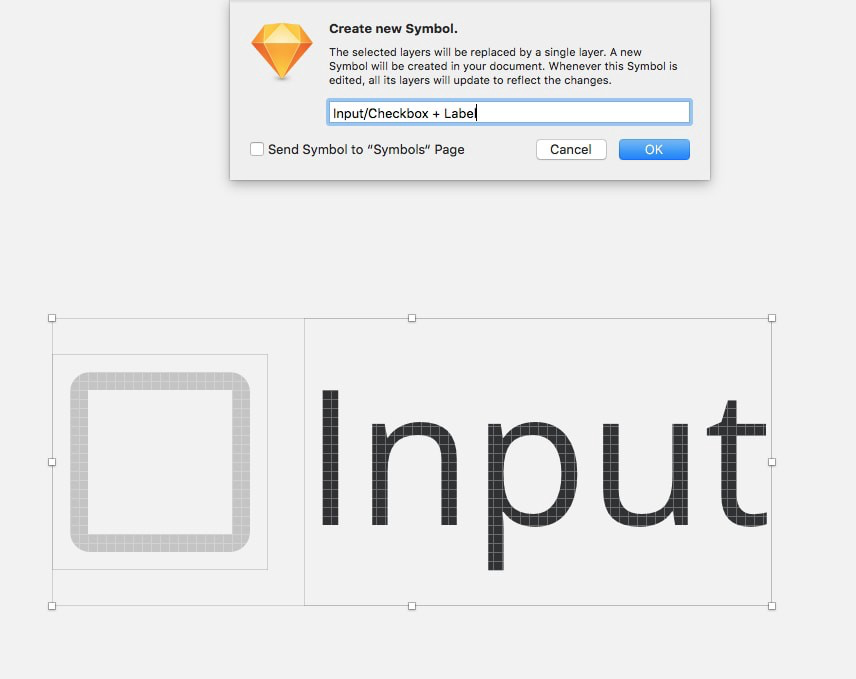 Create new Symbol.
The selected layers will be replaced by a single layer. A new
Symbol will be created in your document. Whenever this Symbol is
edited, all its layers will update to reflect the changes.
Input/Checkbox + Label
Send Symbol to “Symbols” Page
Cancel
OK
Input